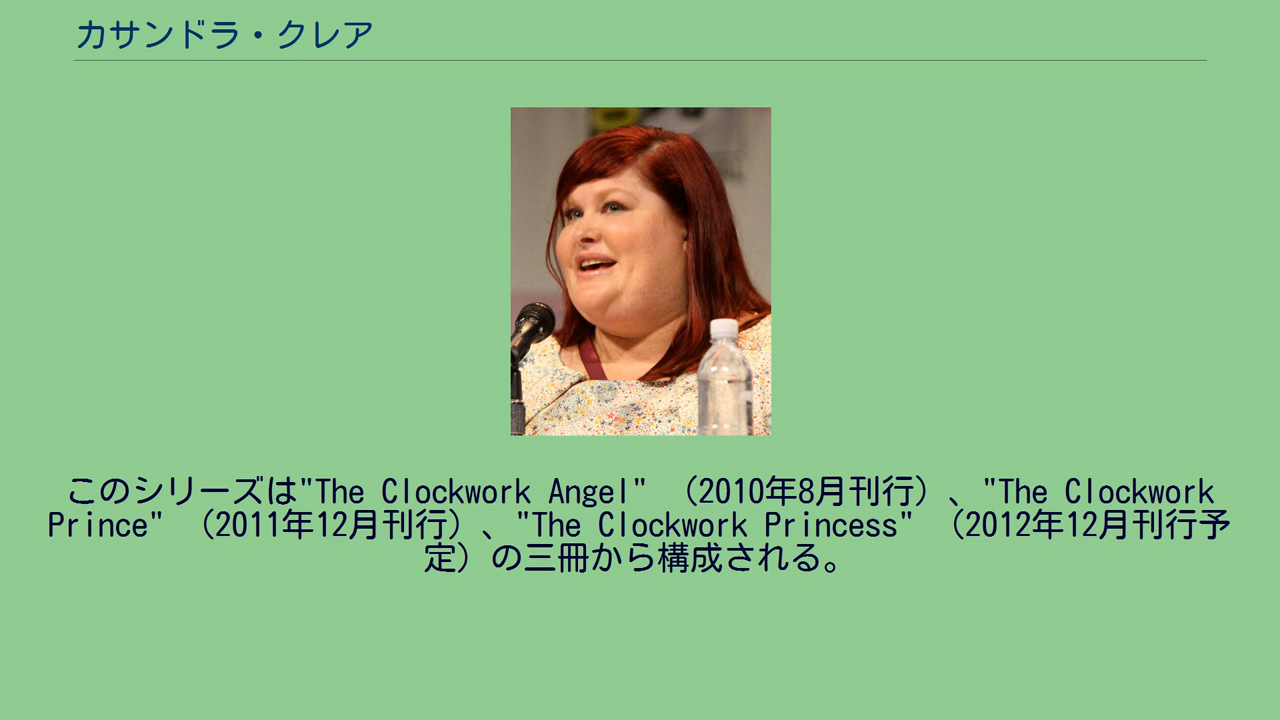 カサンドラ・クレア
このシリーズは"The Clockwork Angel" （2010年8月刊行）、"The Clockwork
Prince" （2011年12月刊行）、"The Clockwork Princess" （2012年12月刊行予
定）の三冊から構成される。